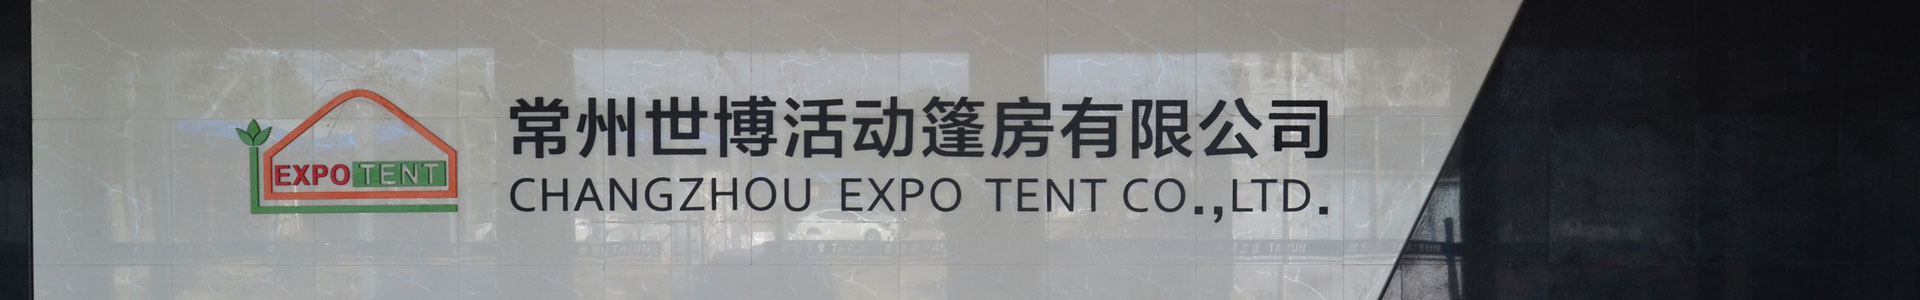 常州世博活动篷房有限公司
EXPO TENT
CHANGZHOU EXPO TENT CO.,LTD.